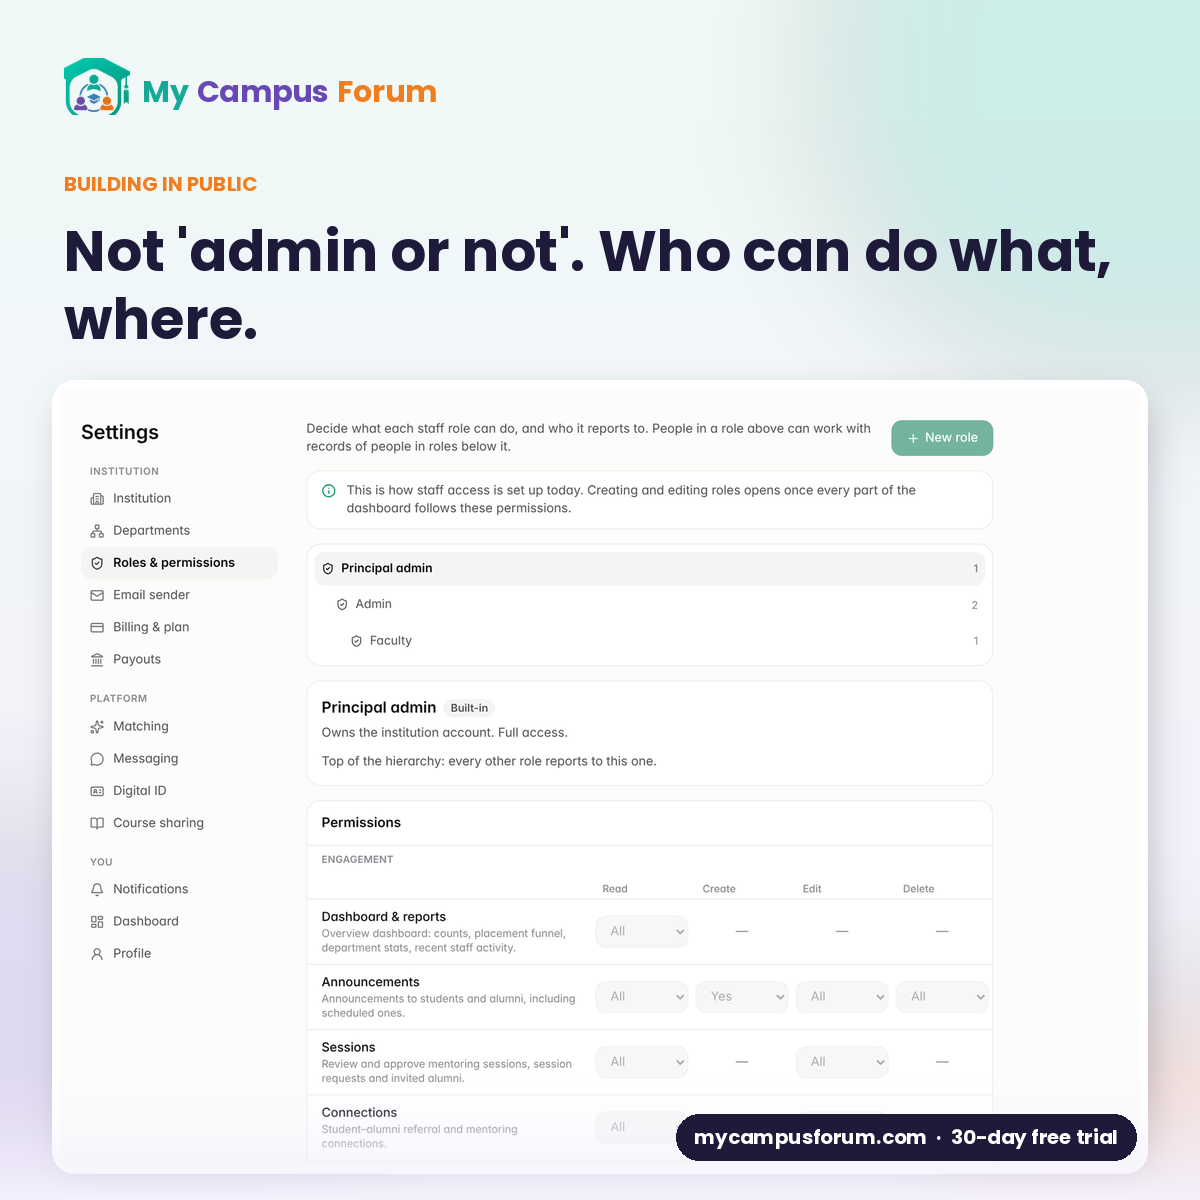 My Campus Forum
BUILDING IN PUBLIC
Not 'admin or not'. Who can do what,
where.
Settings
INSTITUTION
Institution
Departments
Roles & permissions
Email sender
Billing & plan
Payouts
PLATFORM
Matching
Messaging
Digital ID
Course sharing
YOU
Notifications
Dashboard
Profile
Decide what each staff role can do, and who it reports to. People in a role above can work with
records of people in roles below it.
+ New role
This is how staff access is set up today. Creating and editing roles opens once every part of the
dashboard follows these permissions.
Principal admin 1
Admin 2
Faculty 1
Principal admin Built-in
Owns the institution account. Full access.
Top of the hierarchy: every other role reports to this one.
Permissions
ENGAGEMENT
Read Create Edit Delete
Dashboard & reports
Overview dashboard: counts, placement funnel,
department stats, recent staff activity.
All — — —
Announcements
Announcements to students and alumni, including
scheduled ones.
All Yes All All
Sessions
Review and approve mentoring sessions, session
requests and invited alumni.
All — All —
Connections
Student–alumni referral and mentoring
connections.
All
mycampusforum.com · 30-day free trial